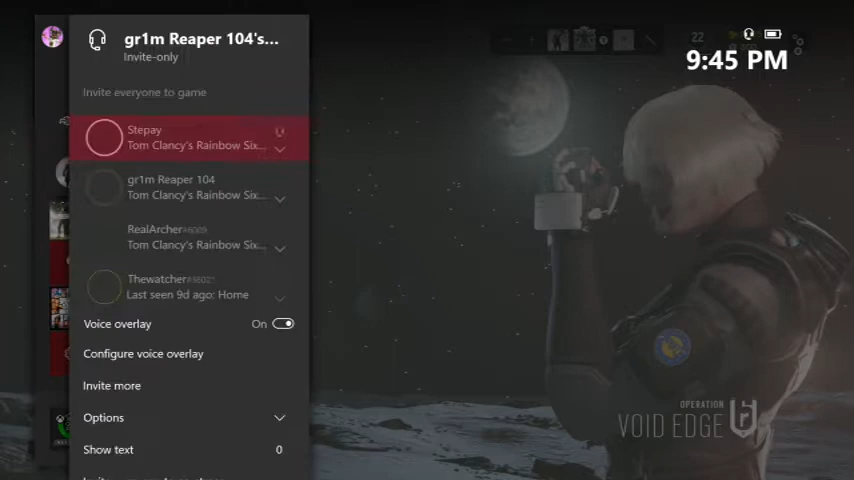 gr1m Reaper 104's...
Invite-only
Invite everyone to game
Stepay
Tom Clancy's Rainbow Six...
gr1m Reaper 104
Tom Clancy's Rainbow Six...
RealArcher
Tom Clancy's Rainbow Six...
Thewatcher
Last seen 9d ago: Home
Voice overlay On
Configure voice overlay
Invite more
Options
Show text 0
22
9:45 PM
OPERATION
VOID EDGE